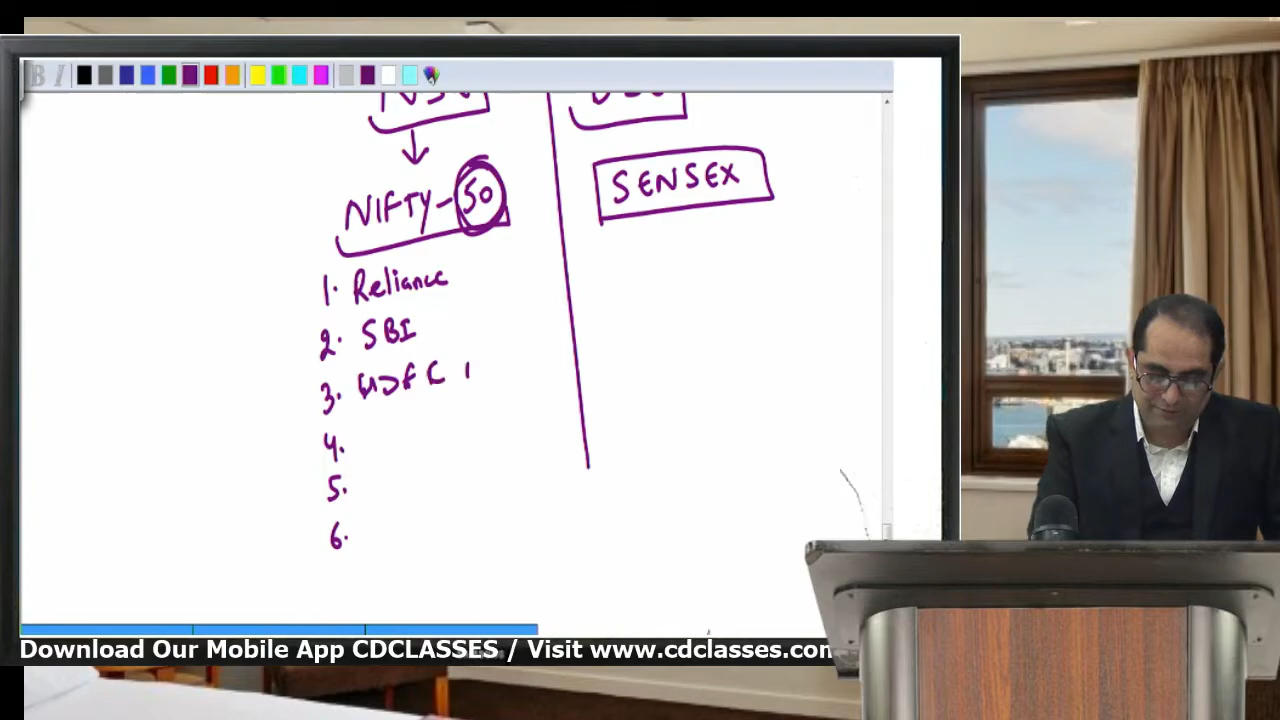 B I
NIFTY-50
SENSEX
1. Reliance
2. SBI
3. HDFC
4.
5.
6.
Download Our Mobile App CDCLASSES / Visit www.cdclasses.com